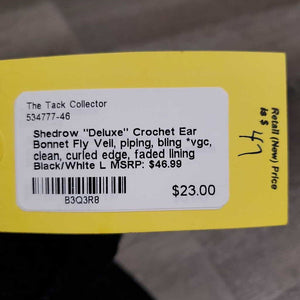 The Tack Collector
534777-46
Shedrow "Deluxe" Crochet Ear
Bonnet Fly Veil, piping, bling *vgc,
clean, curled edge, faded lining
Black/White L MSRP: $46.99
$23.00
B3Q3R8
Retail (New) Price
is $ 47